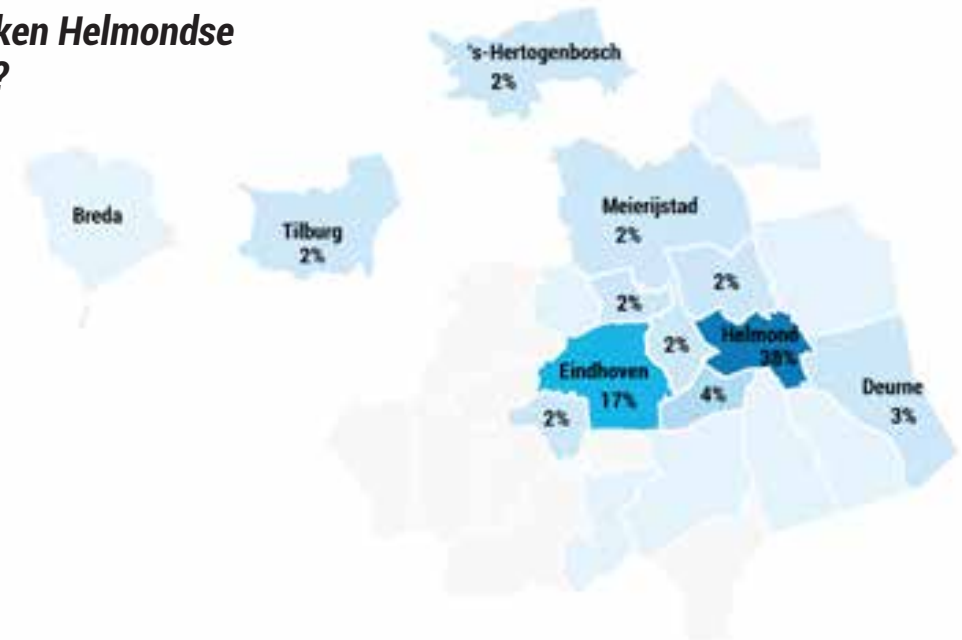 ken Helmondse
?
's-Hertogenbosch
2%
Breda
Tilburg
2%
Meierijstad
2%
2%
2%
2%
Helmond
38%
Eindhoven
17%
4%
2%
Deurne
3%